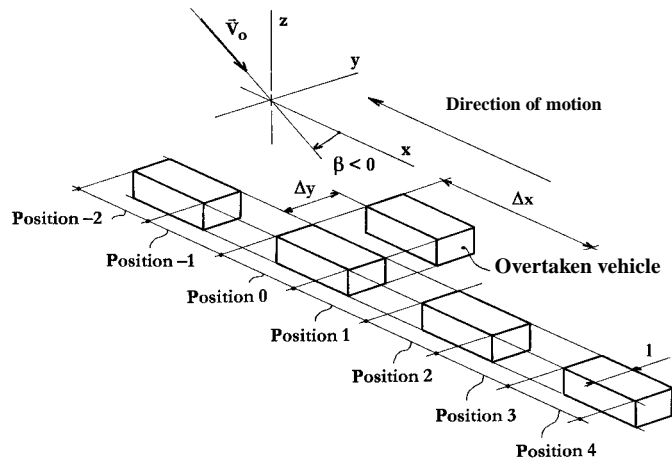 V⃗o
z
y
Direction of motion
x
β < 0
Δy
Δx
Position −2
Position −1
Overtaken vehicle
Position 0
Position 1
l
Position 2
Position 3
Position 4